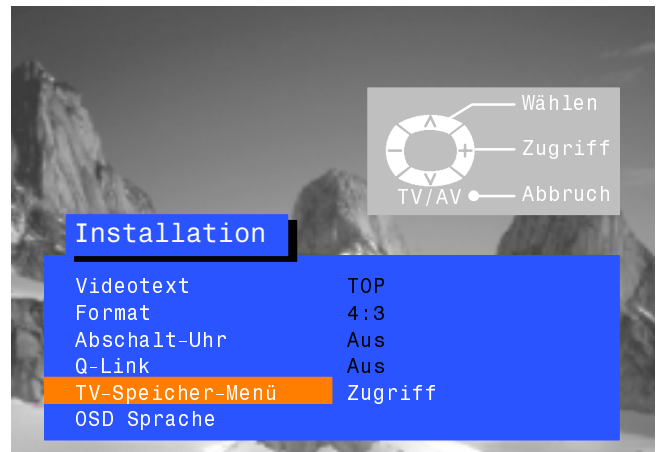 Wählen
Zugriff
TV/AV Abbruch
Installation
Videotext TOP
Format 4:3
Abschalt-Uhr Aus
Q-Link Aus
TV-Speicher-Menü Zugriff
OSD Sprache